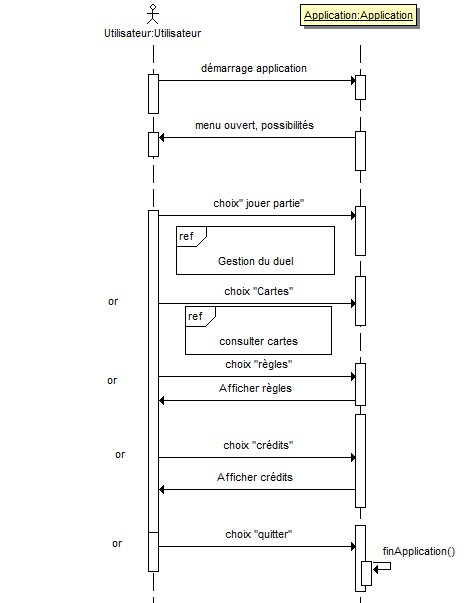 Utilisateur:Utilisateur
Application:Application
démarrage application
menu ouvert, possibilités
choix" jouer partie"
ref
Gestion du duel
or
choix "Cartes"
ref
consulter cartes
or
choix "règles"
Afficher règles
or
choix "crédits"
Afficher crédits
or
choix "quitter"
finApplication()